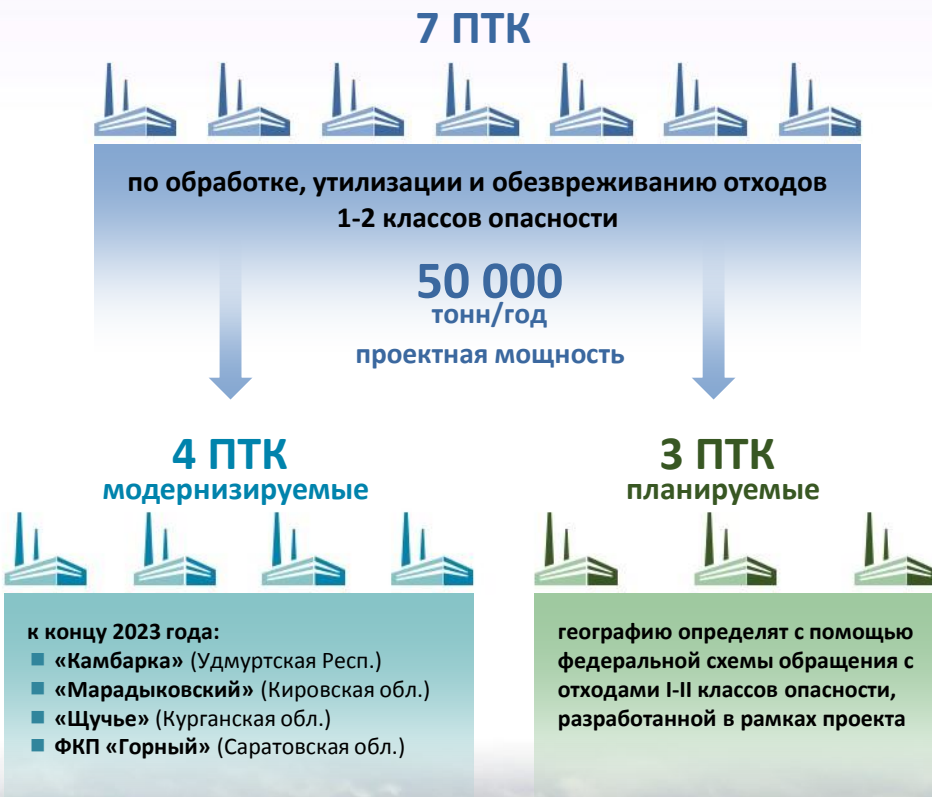 7 ПТК
по обработке, утилизации и обезвреживанию отходов
1-2 классов опасности
50 000
тонн/год
проектная мощность
4 ПТК
модернизируемые
к концу 2023 года:
«Камбарка» (Удмуртская Респ.)
«Марадыковский» (Кировская обл.)
«Щучье» (Курганская обл.)
ФКП «Горный» (Саратовская обл.)
3 ПТК
планируемые
географию определят с помощью
федеральной схемы обращения с
отходами I-II классов опасности,
разработанной в рамках проекта